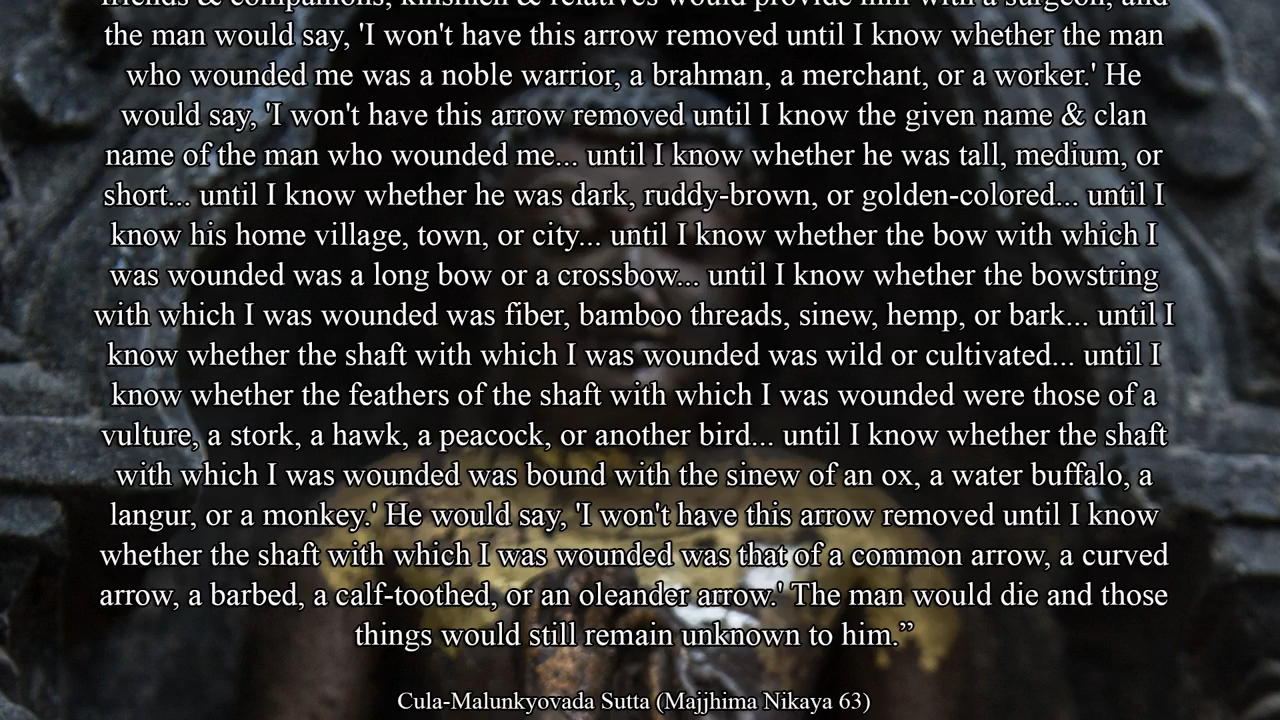 friends & companions, kinsmen & relatives would provide him with a surgeon, and
the man would say, 'I won't have this arrow removed until I know whether the man
who wounded me was a noble warrior, a brahman, a merchant, or a worker.' He
would say, 'I won't have this arrow removed until I know the given name & clan
name of the man who wounded me... until I know whether he was tall, medium, or
short... until I know whether he was dark, ruddy-brown, or golden-colored... until I
know his home village, town, or city... until I know whether the bow with which I
was wounded was a long bow or a crossbow... until I know whether the bowstring
with which I was wounded was fiber, bamboo threads, sinew, hemp, or bark... until I
know whether the shaft with which I was wounded was wild or cultivated... until I
know whether the feathers of the shaft with which I was wounded were those of a
vulture, a stork, a hawk, a peacock, or another bird... until I know whether the shaft
with which I was wounded was bound with the sinew of an ox, a water buffalo, a
langur, or a monkey.' He would say, 'I won't have this arrow removed until I know
whether the shaft with which I was wounded was that of a common arrow, a curved
arrow, a barbed, a calf-toothed, or an oleander arrow.' The man would die and those
things would still remain unknown to him.”
Cula-Malunkyovada Sutta (Majjhima Nikaya 63)